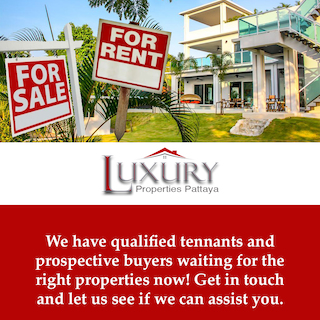 FOR
SALE
FOR
RENT
LUXURY
Properties Pattaya
We have qualified tennants and
prospective buyers waiting for the
right properties now! Get in touch
and let us see if we can assist you.